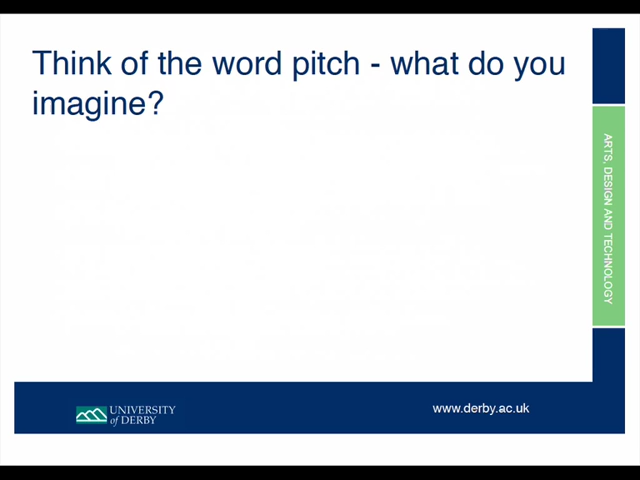 Think of the word pitch - what do you
imagine?
ARTS, DESIGN AND TECHNOLOGY
UNIVERSITY
of DERBY
www.derby.ac.uk